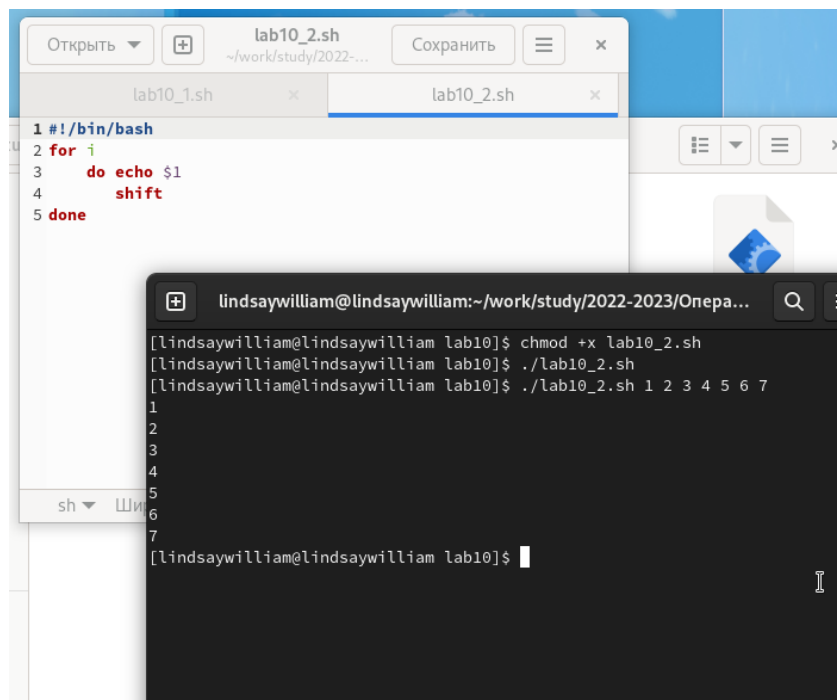 Открыть
lab10_2.sh
~/work/study/2022-...
Сохранить
lab10_1.sh
lab10_2.sh
1 #!/bin/bash
2 for i
3     do echo $1
4        shift
5 done
sh
lindsaywilliam@lindsaywilliam:~/work/study/2022-2023/Опера...
[lindsaywilliam@lindsaywilliam lab10]$ chmod +x lab10_2.sh
[lindsaywilliam@lindsaywilliam lab10]$ ./lab10_2.sh
[lindsaywilliam@lindsaywilliam lab10]$ ./lab10_2.sh 1 2 3 4 5 6 7
1
2
3
4
5
6
7
[lindsaywilliam@lindsaywilliam lab10]$